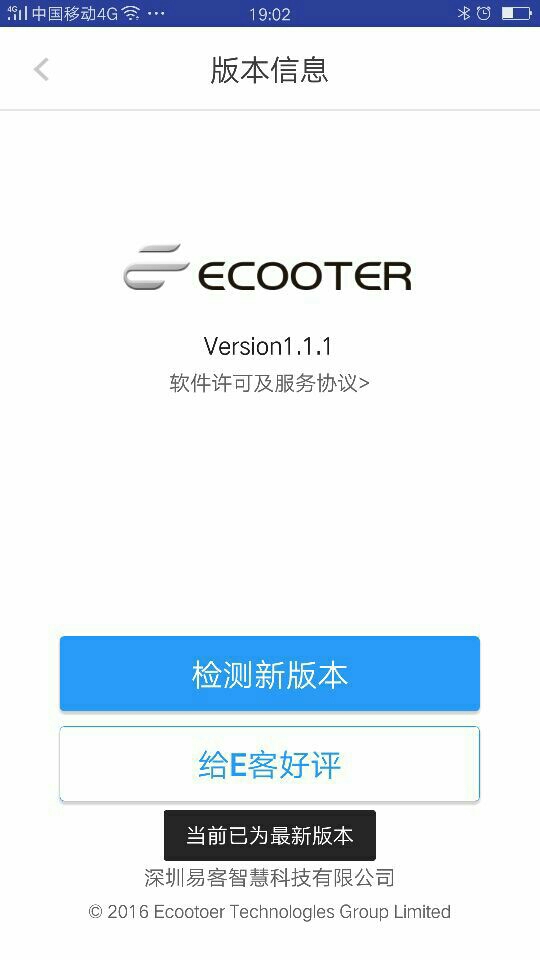 4G 中国移动4G ··· 19:02
版本信息
ECOOTER
Version1.1.1
软件许可及服务协议>
检测新版本
给E客好评
当前已为最新版本
深圳易客智慧科技有限公司
© 2016 Ecootoer Technologles Group Limited